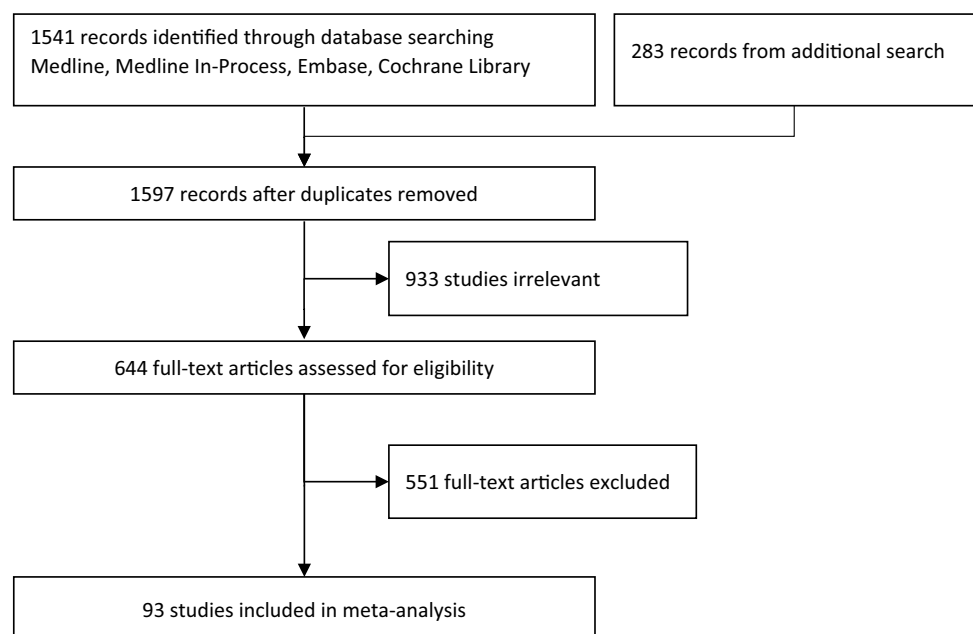 1541 records identified through database searching
Medline, Medline In-Process, Embase, Cochrane Library
283 records from additional search
1597 records after duplicates removed
933 studies irrelevant
644 full-text articles assessed for eligibility
551 full-text articles excluded
93 studies included in meta-analysis